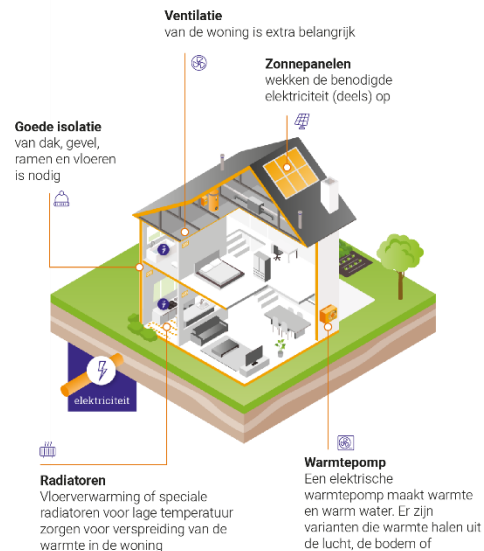 Ventilatie
van de woning is extra belangrijk
Zonnepanelen
wekken de benodigde
elektriciteit (deels) op
Goede isolatie
van dak, gevel,
ramen en vloeren
is nodig
elektriciteit
Radiatoren
Vloerverwarming of speciale
radiatoren voor lage temperatuur
zorgen voor verspreiding van de
warmte in de woning
Warmtepomp
Een elektrische
warmtepomp maakt warmte
en warm water. Er zijn
varianten die warmte halen uit
de lucht, de bodem of